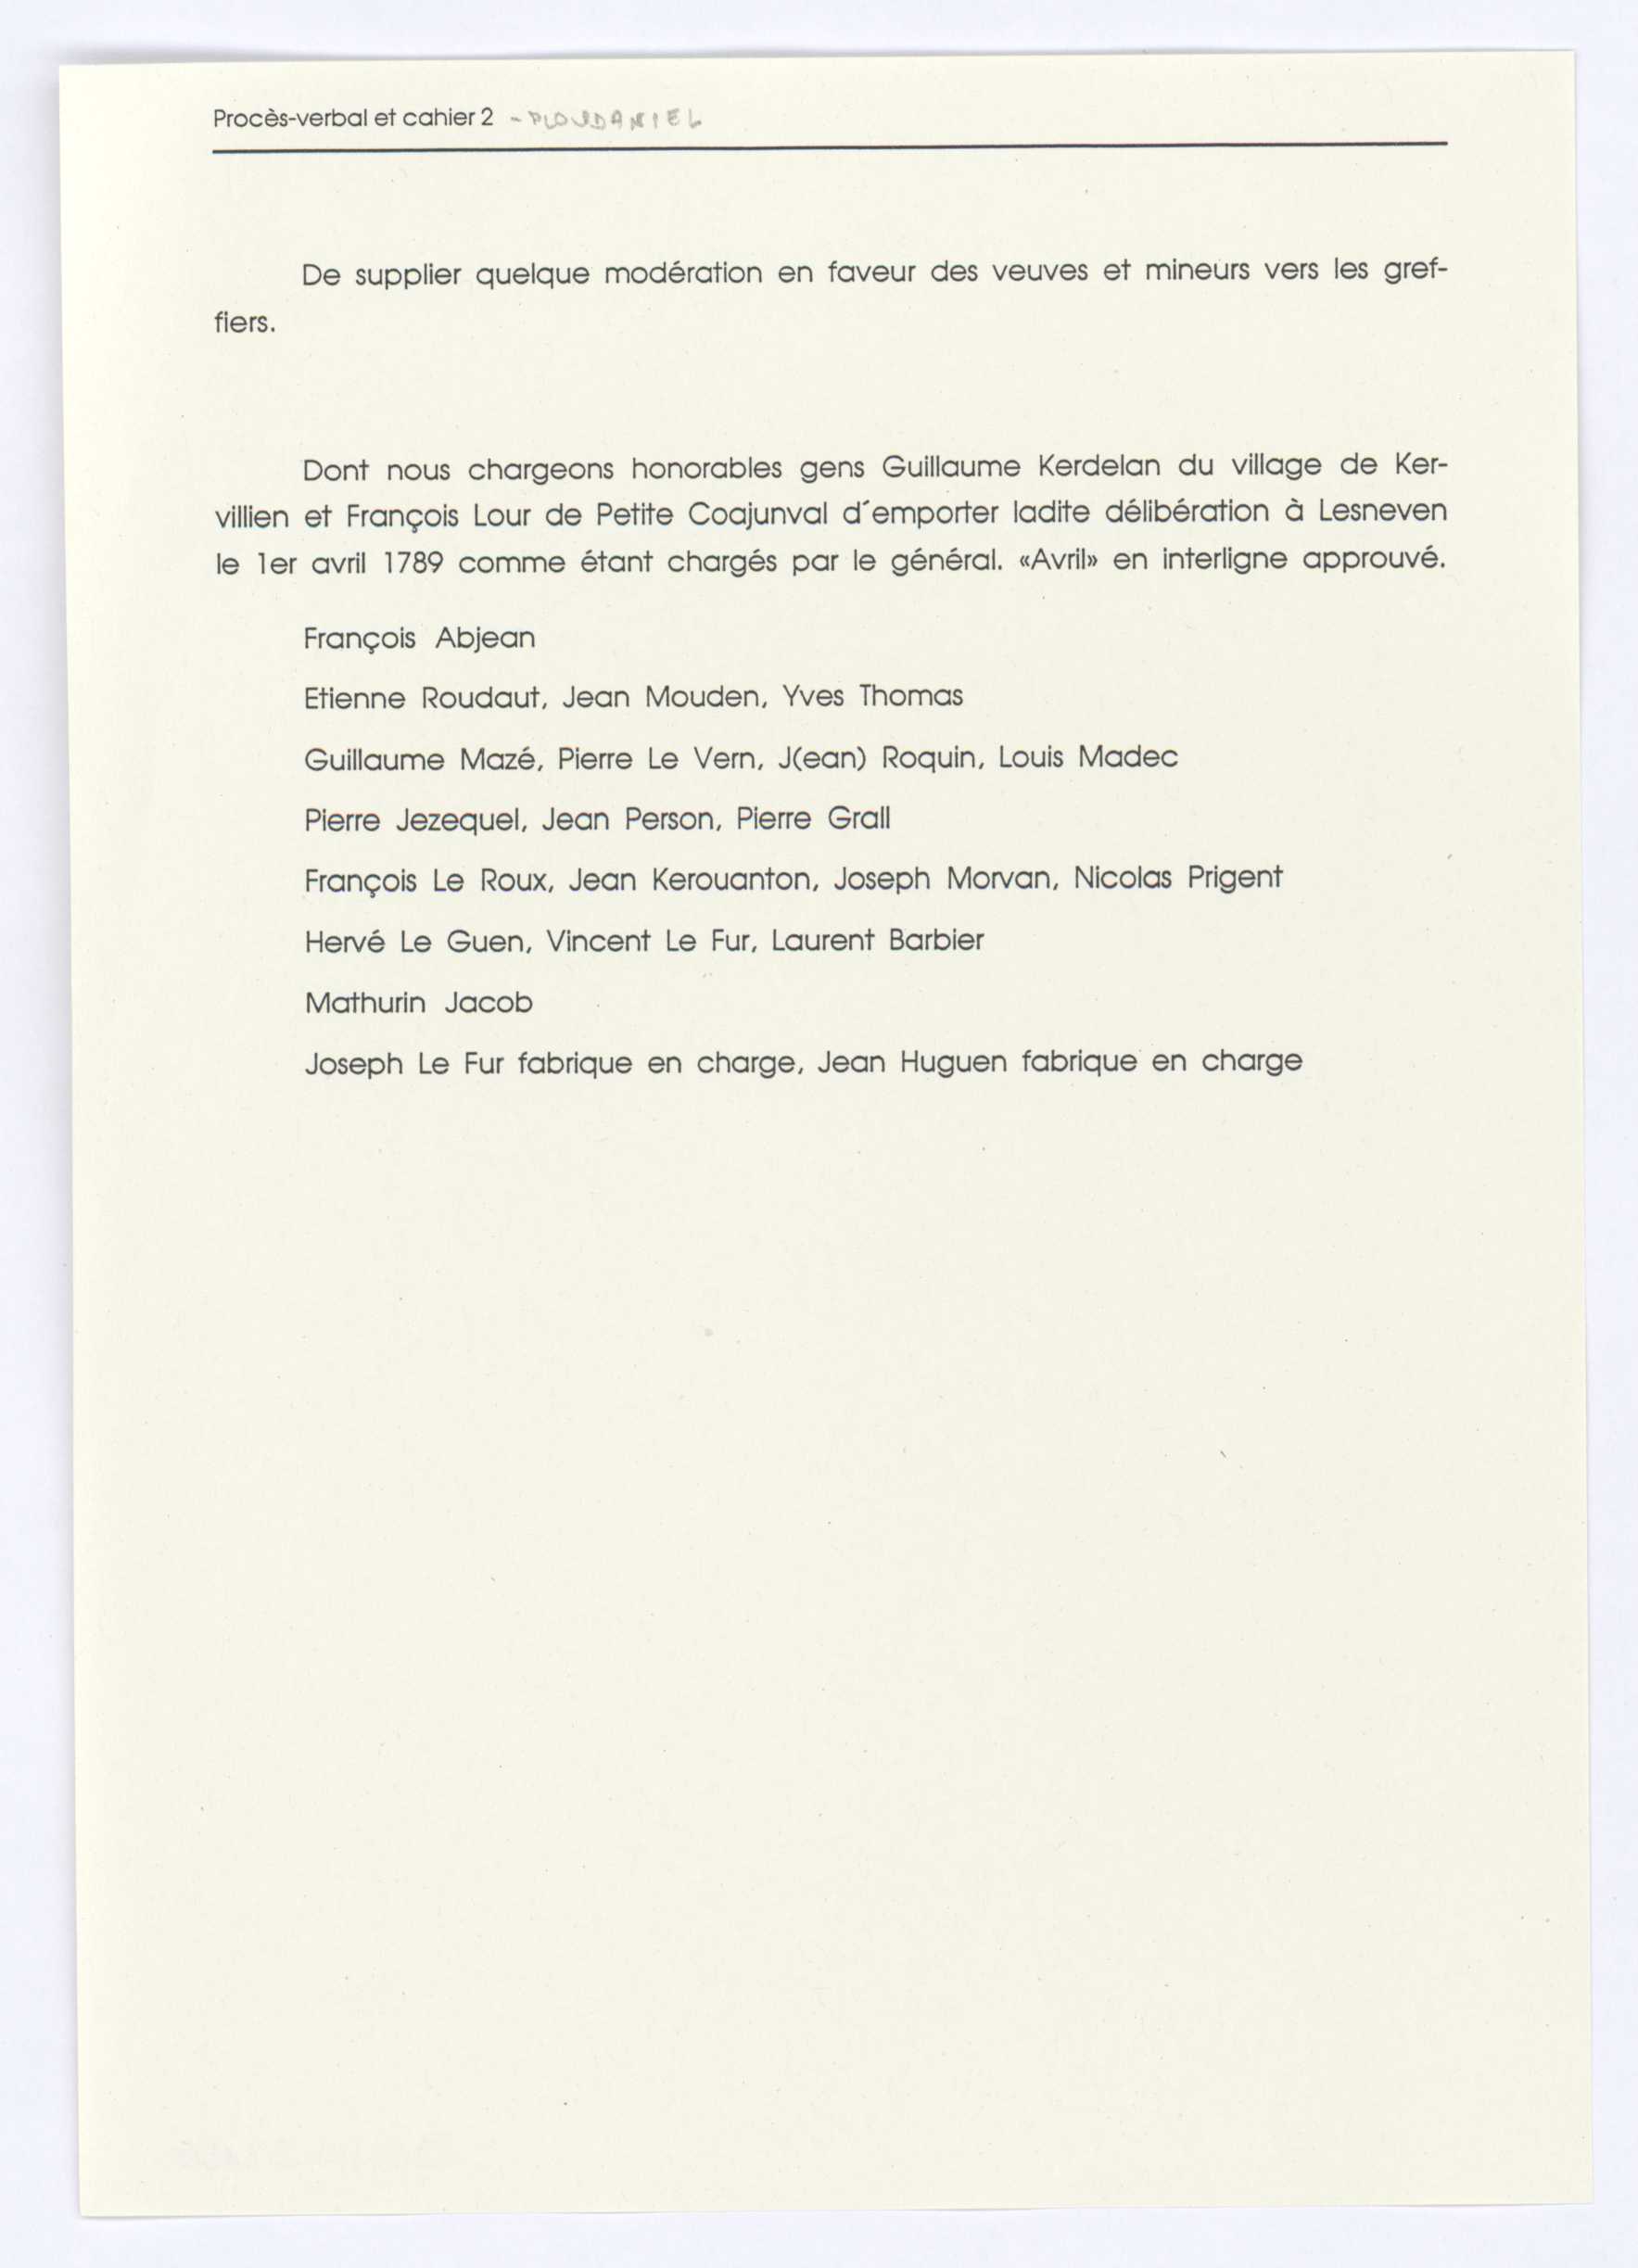 Procès-verbal et cahier 2 - PLOUDANIEL
De supplier quelque modération en faveur des veuves et mineurs vers les gref-
fiers.
Dont nous chargeons honorables gens Guillaume Kerdelan du village de Ker-
villien et François Lour de Petite Coajunval d´emporter ladite délibération à Lesneven
le 1er avril 1789 comme étant chargés par le général. «Avril» en interligne approuvé.
François Abjean
Etienne Roudaut, Jean Mouden, Yves Thomas
Guillaume Mazé, Pierre Le Vern, J(ean) Roquin, Louis Madec
Pierre Jezequel, Jean Person, Pierre Grall
François Le Roux, Jean Kerouanton, Joseph Morvan, Nicolas Prigent
Hervé Le Guen, Vincent Le Fur, Laurent Barbier
Mathurin Jacob
Joseph Le Fur fabrique en charge, Jean Huguen fabrique en charge